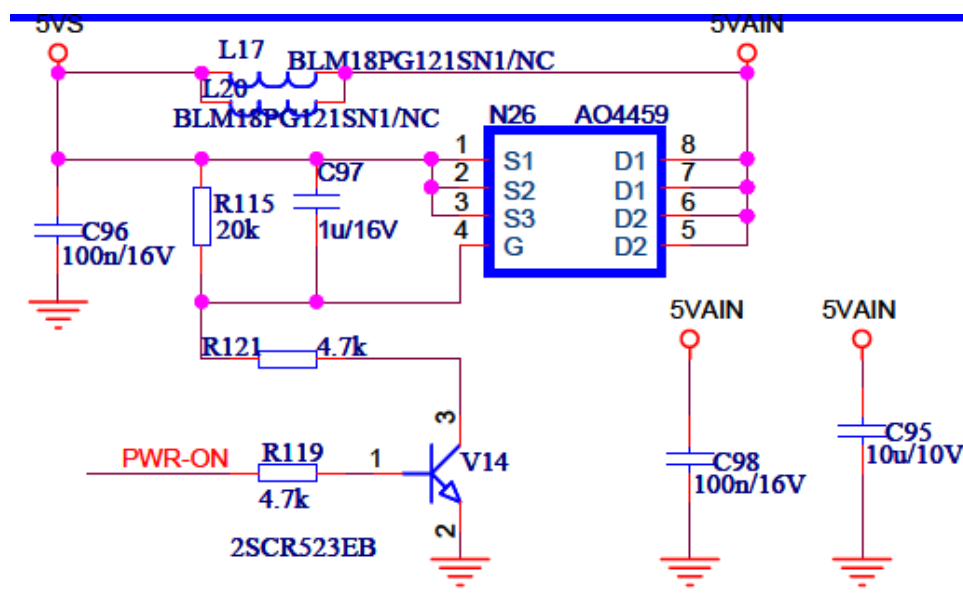 5VS
5VAIN
L17
BLM18PG121SN1/NC
L20
BLM18PG121SN1/NC
N26
AO4459
1
S1
D1
8
2
S2
D1
7
3
S3
D2
6
4
G
D2
5
C97
1u/16V
R115
20k
C96
100n/16V
R121
4.7k
5VAIN
5VAIN
3
PWR-ON
R119
4.7k
1
V14
2
2SCR523EB
C98
100n/16V
C95
10u/10V